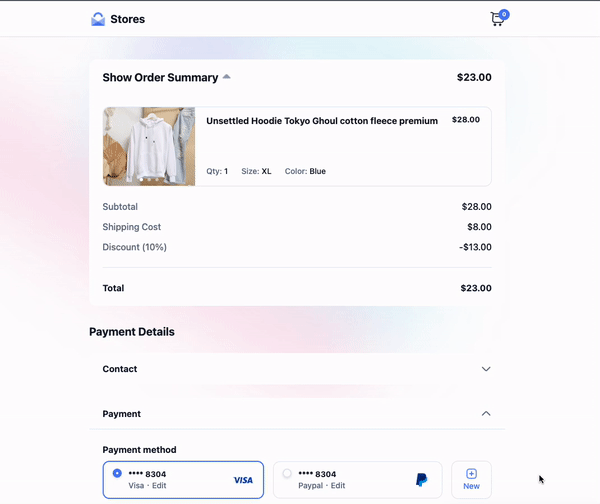 Stores
0
Show Order Summary
$23.00
Unsettled Hoodie Tokyo Ghoul cotton fleece premium $28.00
Qty: 1 Size: XL Color: Blue
Subtotal $28.00
Shipping Cost $8.00
Discount (10%) -$13.00
Total $23.00
Payment Details
Contact
Payment
Payment method
**** 8304
Visa · Edit
VISA
**** 8304
Paypal · Edit
New